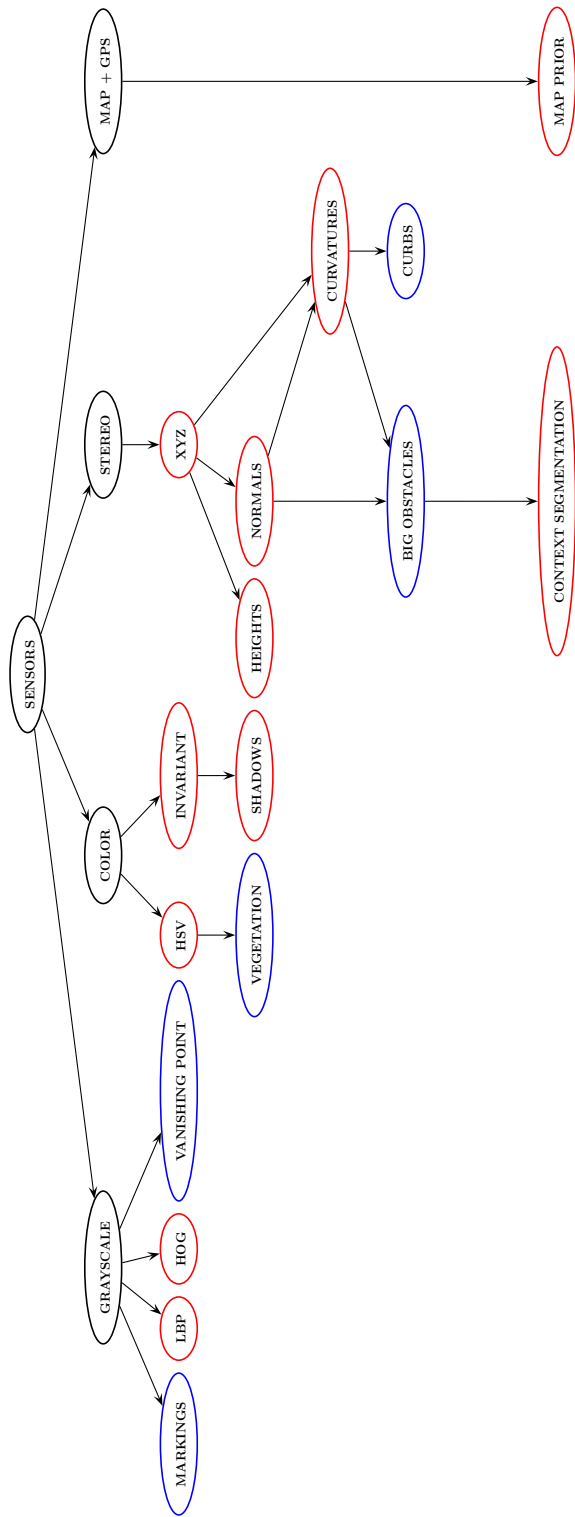 SENSORS
GRAYSCALE
COLOR
STEREO
MAP + GPS
MARKINGS
LBP
HOG
VANISHING POINT
HSV
INVARIANT
XYZ
VEGETATION
SHADOWS
HEIGHTS
NORMALS
CURVATURES
BIG OBSTACLES
CURBS
CONTEXT SEGMENTATION
MAP PRIOR